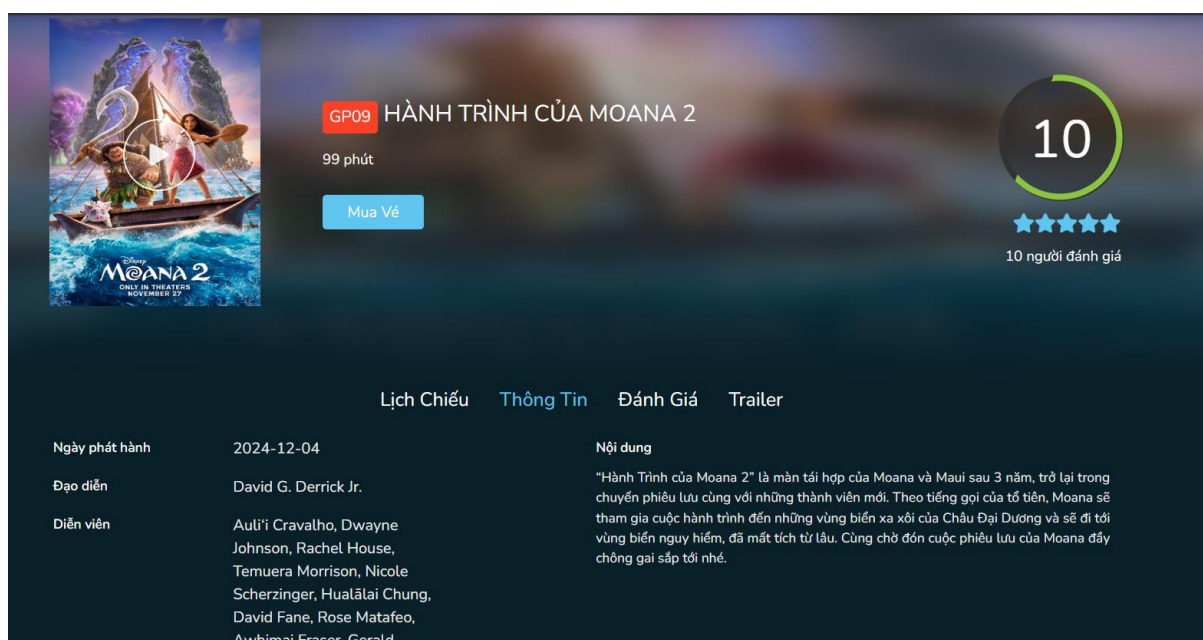 GP09 HÀNH TRÌNH CỦA MOANA 2
99 phút
Mua Vé
10
10 người đánh giá
Disney
MOANA 2
ONLY IN THEATERS
NOVEMBER 27
Lịch Chiếu Thông Tin Đánh Giá Trailer
Ngày phát hành 2024-12-04
Đạo diễn David G. Derrick Jr.
Diễn viên Auli‘i Cravalho, Dwayne
Johnson, Rachel House,
Temuera Morrison, Nicole
Scherzinger, Hualālai Chung,
David Fane, Rose Matafeo,
Awhimai Fraser, Gerald
Nội dung
“Hành Trình của Moana 2” là màn tái hợp của Moana và Maui sau 3 năm, trở lại trong
chuyến phiêu lưu cùng với những thành viên mới. Theo tiếng gọi của tổ tiên, Moana sẽ
tham gia cuộc hành trình đến những vùng biển xa xôi của Châu Đại Dương và sẽ đi tới
vùng biển nguy hiểm, đã mất tích từ lâu. Cùng chờ đón cuộc phiêu lưu của Moana đầy
chông gai sắp tới nhé.